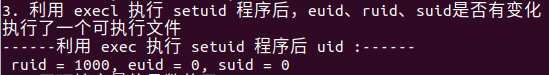 3. 利用 execl 执行 setuid 程序后，euid、ruid、suid是否有变化
执行了一个可执行文件
------利用 exec 执行 setuid 程序后 uid :------
ruid = 1000, euid = 0, suid = 0